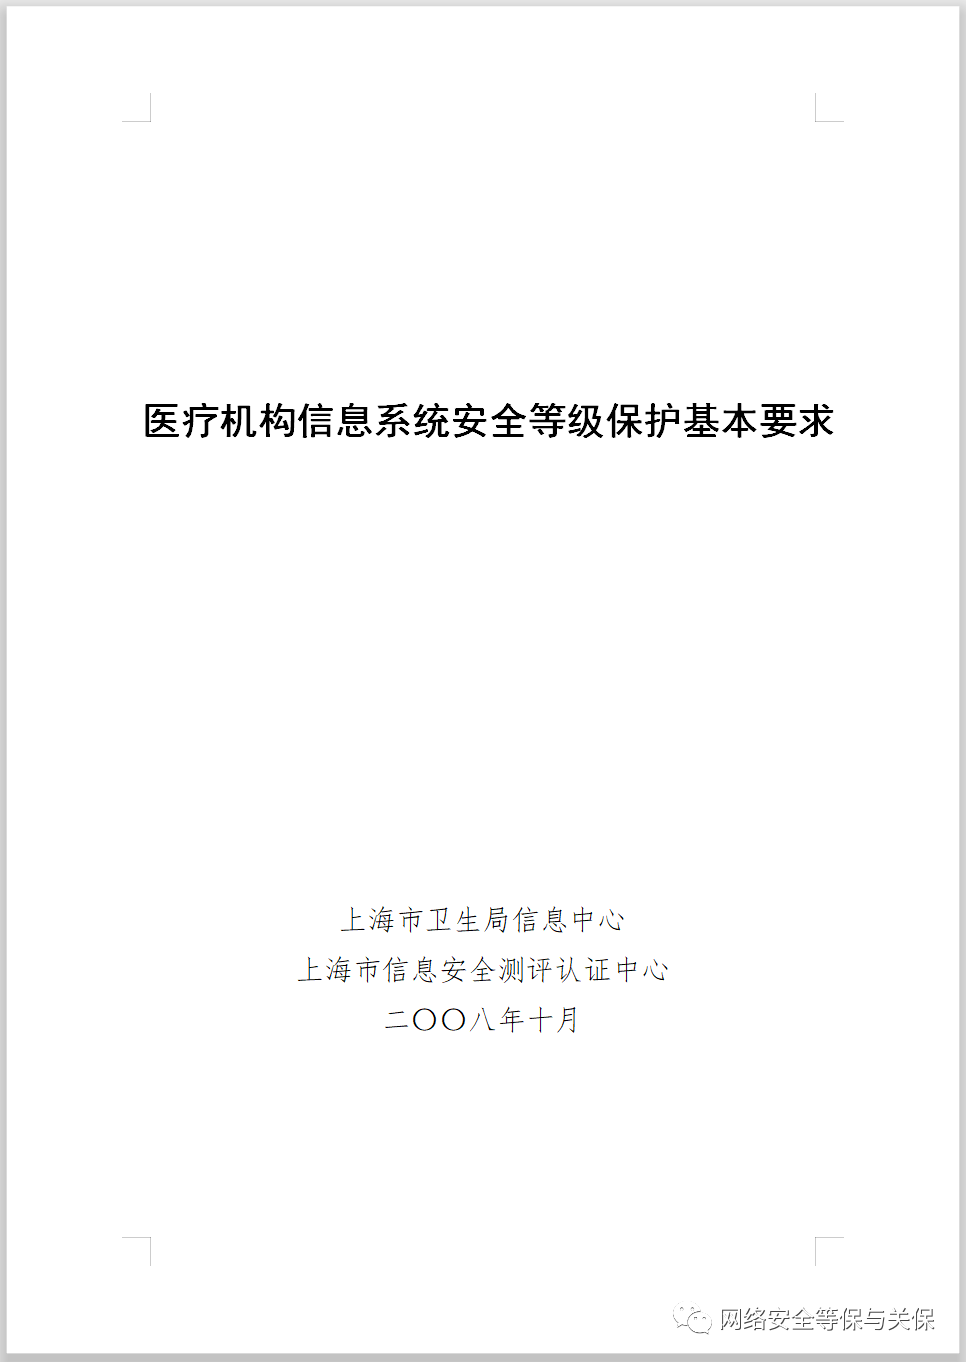 医疗机构信息系统安全等级保护基本要求
上海市卫生局信息中心
上海市信息安全测评认证中心
二〇〇八年十月
网络安全等保与关保